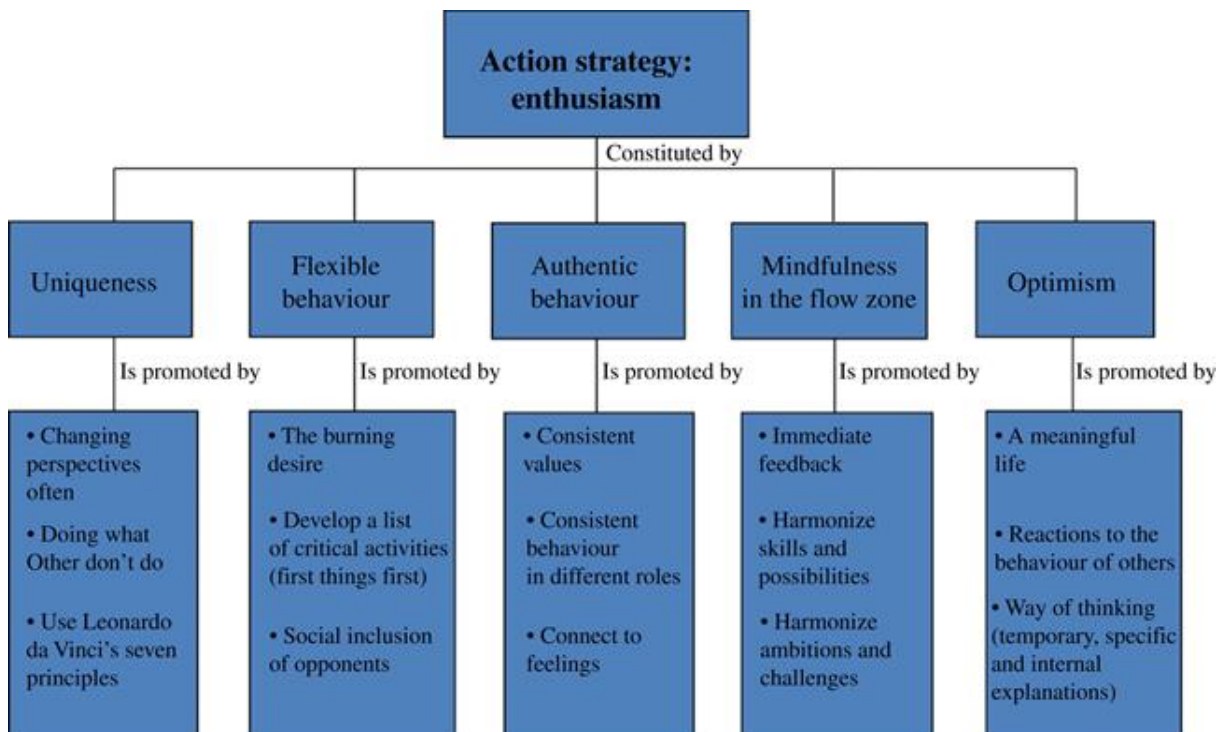 Action strategy:
enthusiasm
Constituted by
Uniqueness
Flexible
behaviour
Authentic
behaviour
Mindfulness
in the flow zone
Optimism
Is promoted by
Is promoted by
Is promoted by
Is promoted by
Is promoted by
• Changing
perspectives
often
• Doing what
Other don’t do
• Use Leonardo
da Vinci’s seven
principles
• The burning
desire
• Develop a list
of critical activities
(first things first)
• Social inclusion
of opponents
• Consistent
values
• Consistent
behaviour
in different roles
• Connect to
feelings
• Immediate
feedback
• Harmonize
skills and
possibilities
• Harmonize
ambitions and
challenges
• A meaningful
life
• Reactions to the
behaviour of others
• Way of thinking
(temporary, specific
and internal
explanations)